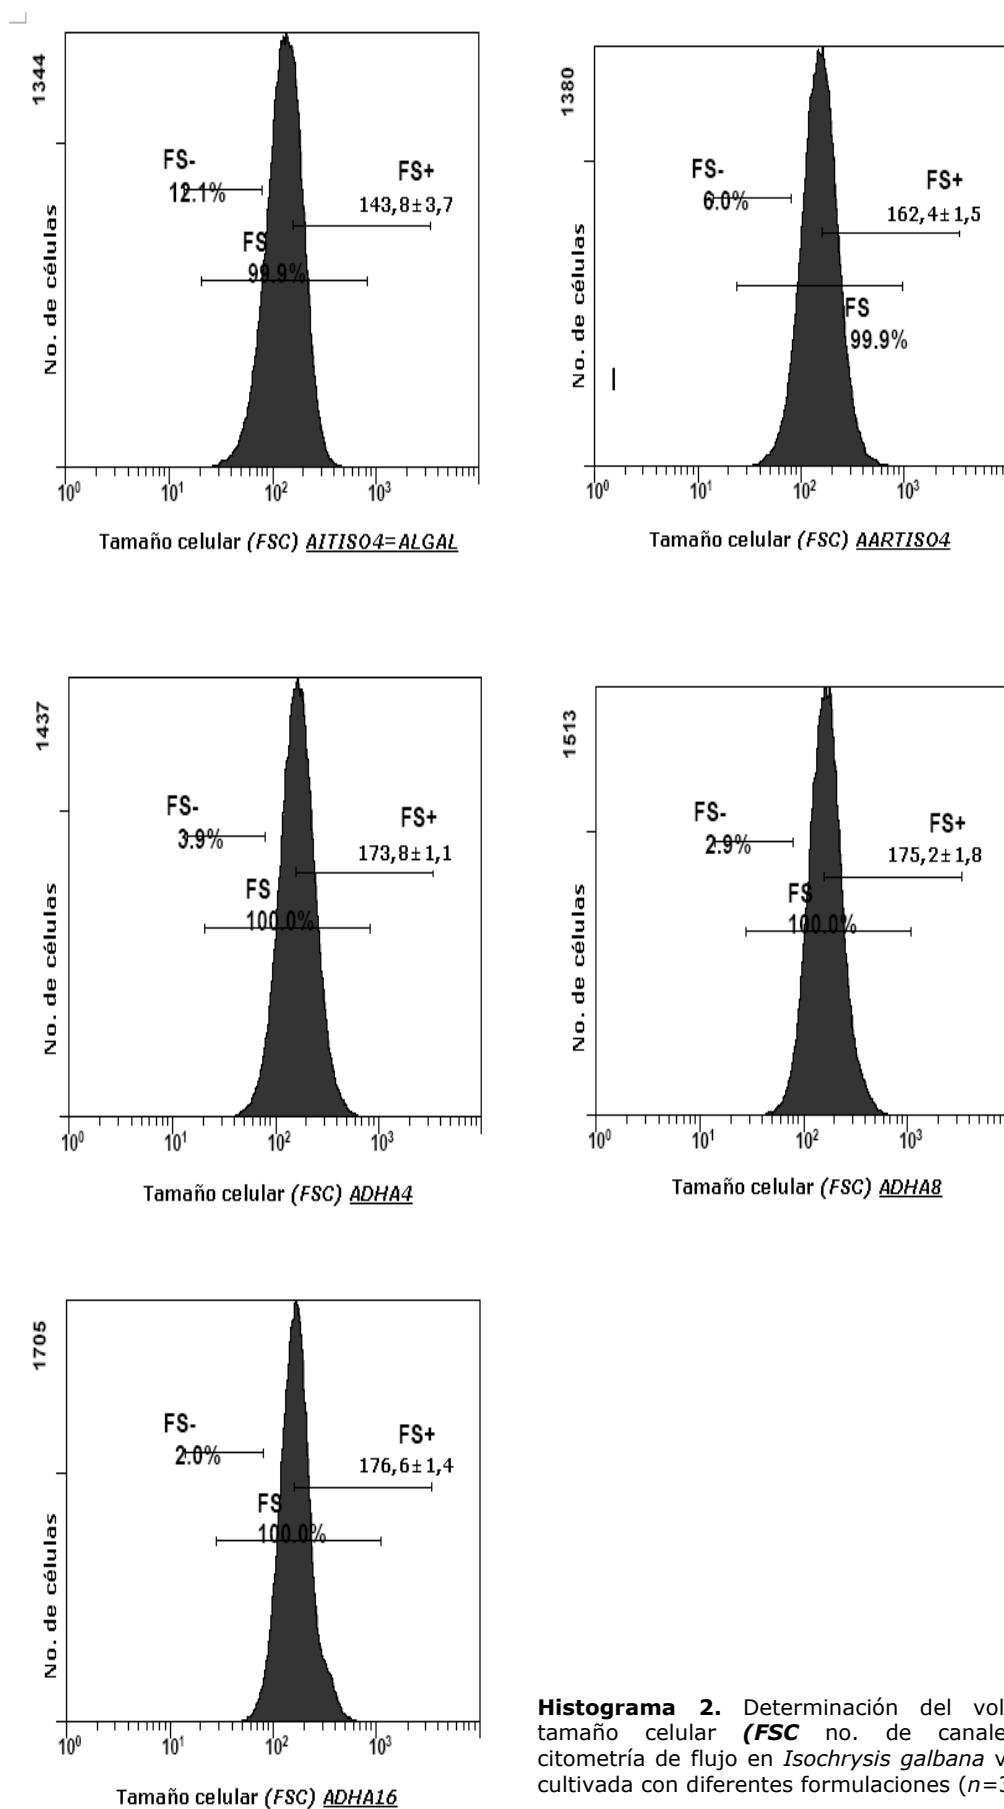 1344
No. de células
FS-
12.1%
FS+
143,8±3,7
FS
99.9%
10⁰ 10¹ 10² 10³
Tamaño celular (FSC) AITISO4=ALGAL
1380
No. de células
FS-
6.0%
FS+
162,4±1,5
FS
99.9%
10⁰ 10¹ 10² 10³
Tamaño celular (FSC) AARTISO4
1437
No. de células
FS-
3.9%
FS+
173,8±1,1
FS
100.0%
10⁰ 10¹ 10² 10³
Tamaño celular (FSC) ADHA4
1513
No. de células
FS-
2.9%
FS+
175,2±1,8
FS
100.0%
10⁰ 10¹ 10² 10³
Tamaño celular (FSC) ADHA8
1705
No. de células
FS-
2.0%
FS+
176,6±1,4
FS
100.0%
10⁰ 10¹ 10² 10³
Tamaño celular (FSC) ADHA16
Histograma 2. Determinación del vol
tamaño celular (FSC no. de canale
citometría de flujo en Isochrysis galbana v
cultivada con diferentes formulaciones (n=3